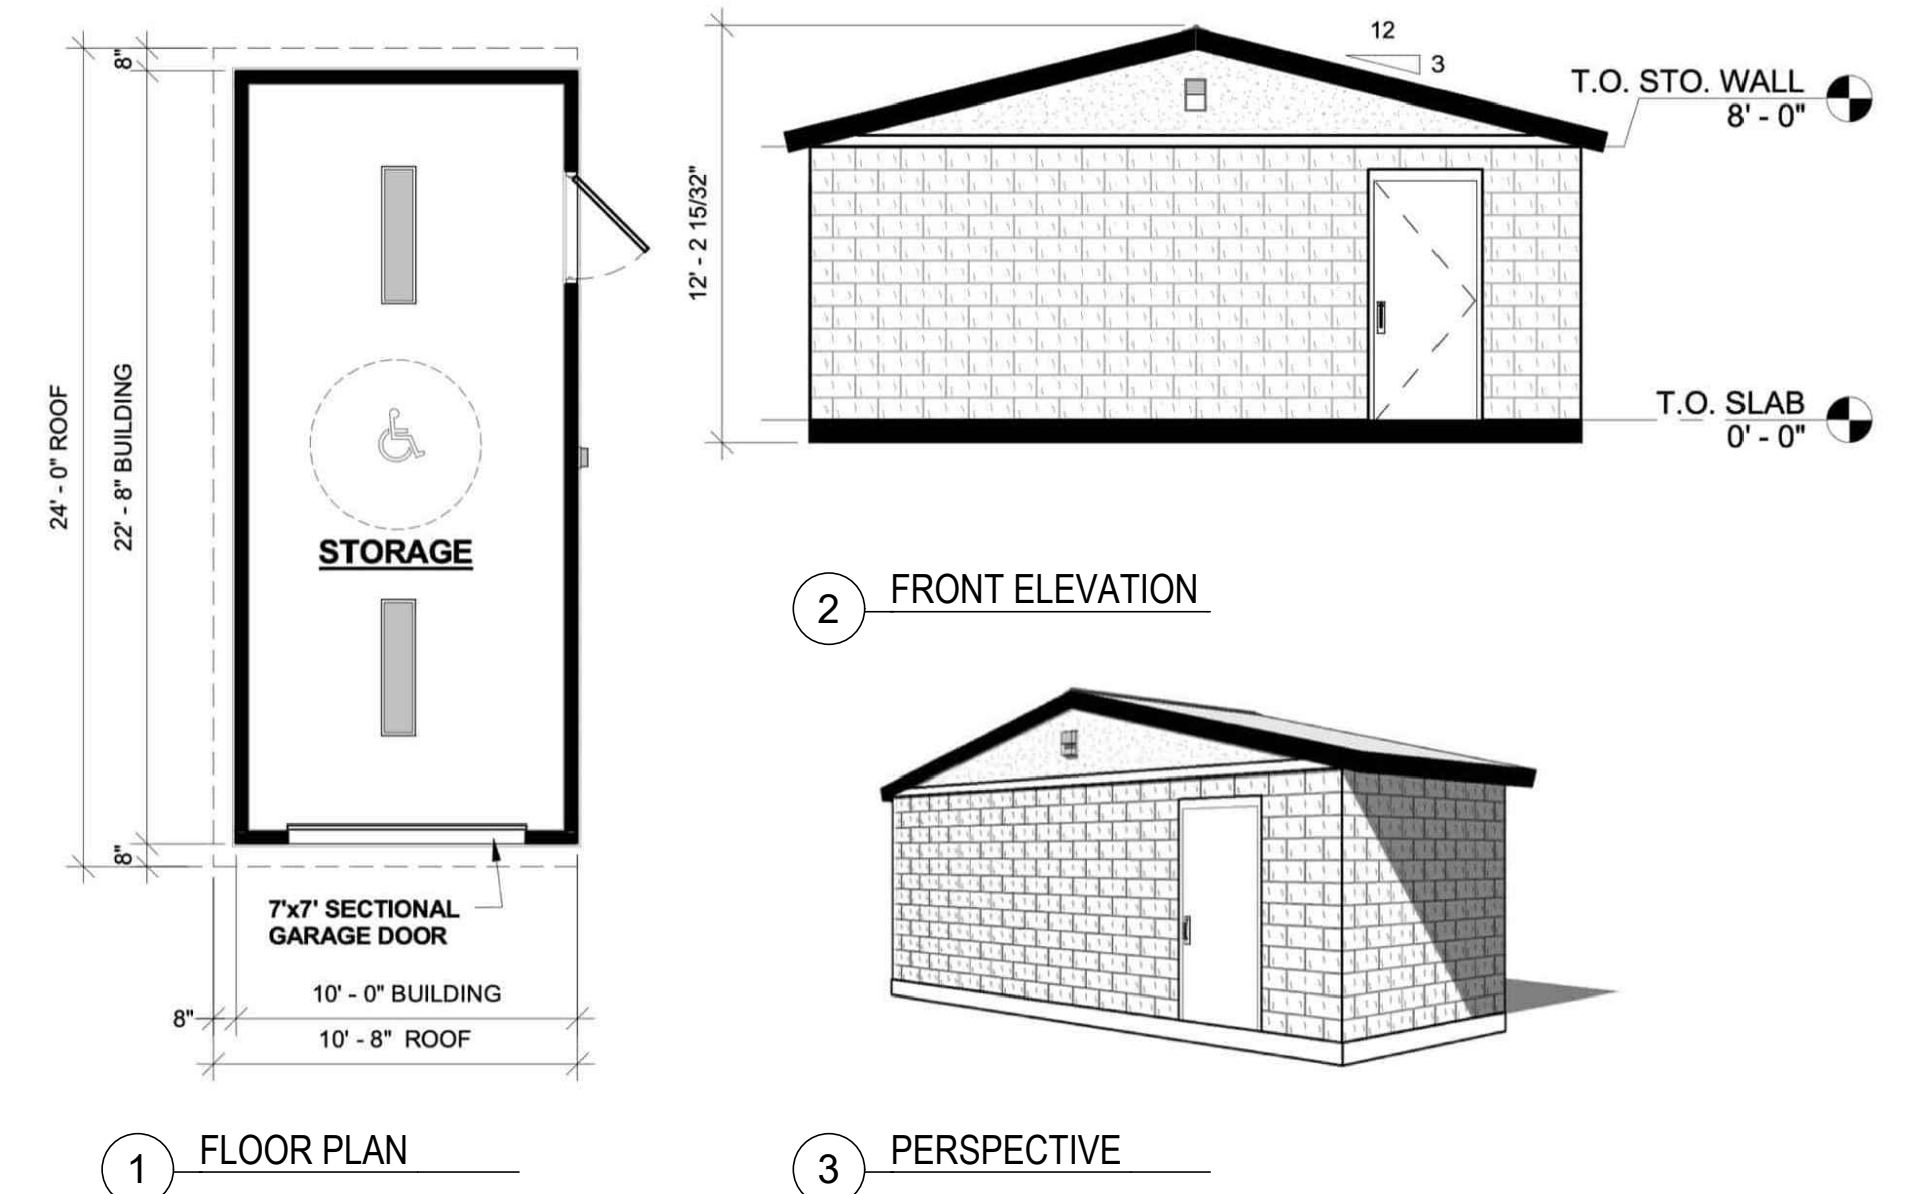 8"
24' - 0" ROOF
22' - 8" BUILDING
8"
STORAGE
7'x7' SECTIONAL
GARAGE DOOR
10' - 0" BUILDING
8"
10' - 8" ROOF
1
FLOOR PLAN
12
3
12' - 2 15/32"
T.O. STO. WALL
8' - 0"
T.O. SLAB
0' - 0"
2
FRONT ELEVATION
3
PERSPECTIVE